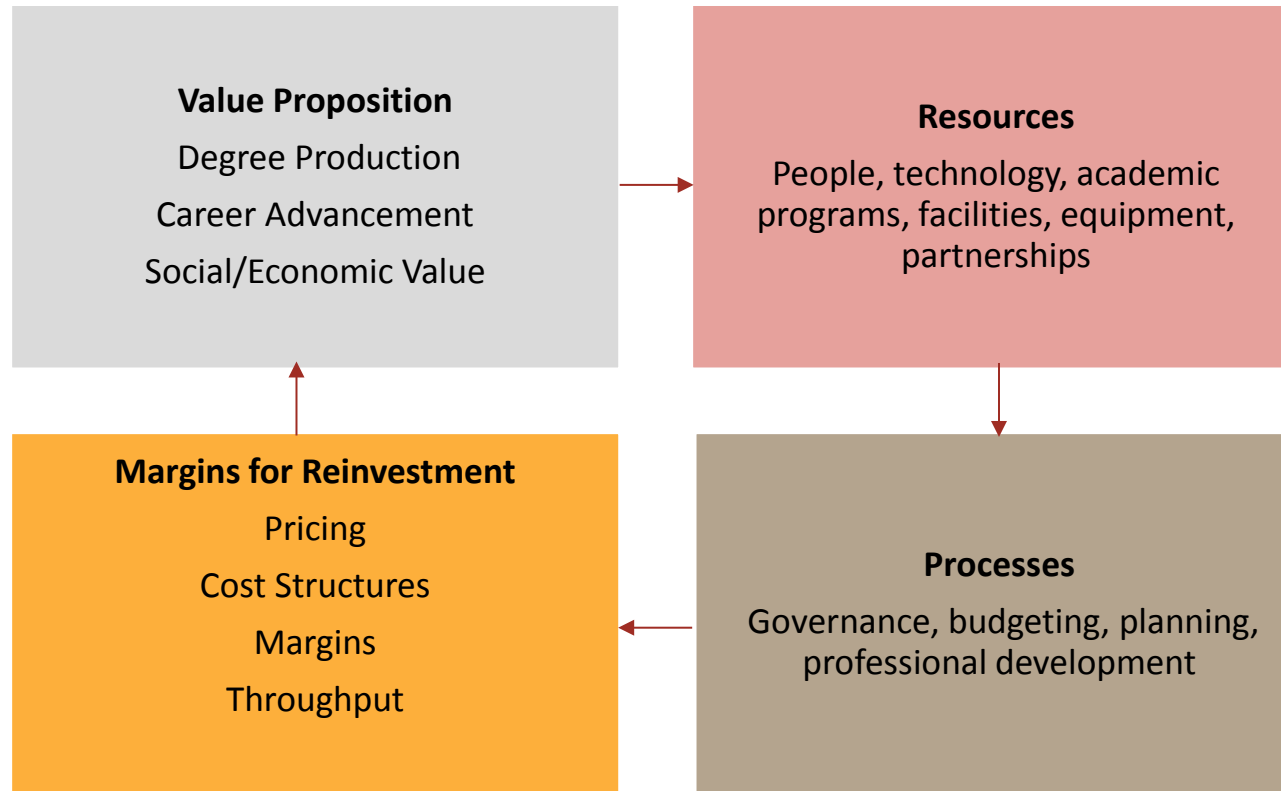 Value Proposition
Degree Production
Career Advancement
Social/Economic Value
Resources
People, technology, academic
programs, facilities, equipment,
partnerships
Margins for Reinvestment
Pricing
Cost Structures
Margins
Throughput
Processes
Governance, budgeting, planning,
professional development